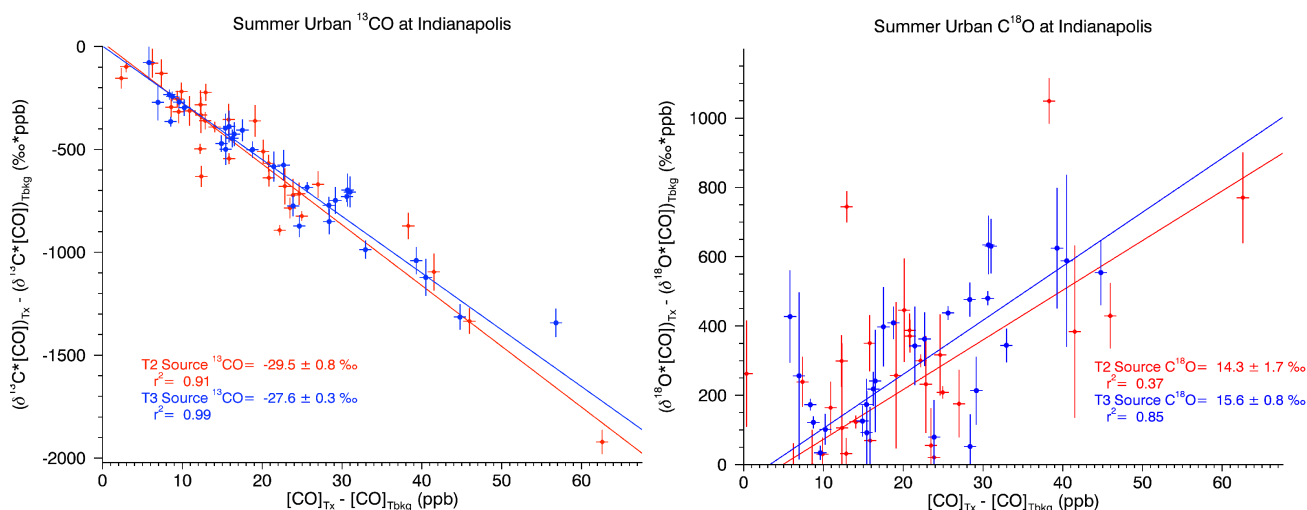 Summer Urban ¹³CO at Indianapolis
(δ¹³C*[CO])Tx - (δ¹³C*[CO])Tbkg (‰*ppb)
0
-500
-1000
-1500
-2000
T2 Source ¹³CO= -29.5 ± 0.8 ‰
r²= 0.91
T3 Source ¹³CO= -27.6 ± 0.3 ‰
r²= 0.99
0 10 20 30 40 50 60
[CO]Tx - [CO]Tbkg (ppb)
Summer Urban C¹⁸O at Indianapolis
(δ¹⁸O*[CO])Tx - (δ¹⁸O*[CO])Tbkg (‰*ppb)
1000
800
600
400
200
0
T2 Source C¹⁸O= 14.3 ± 1.7 ‰
r²= 0.37
T3 Source C¹⁸O= 15.6 ± 0.8 ‰
r²= 0.85
0 10 20 30 40 50 60
[CO]Tx - [CO]Tbkg (ppb)